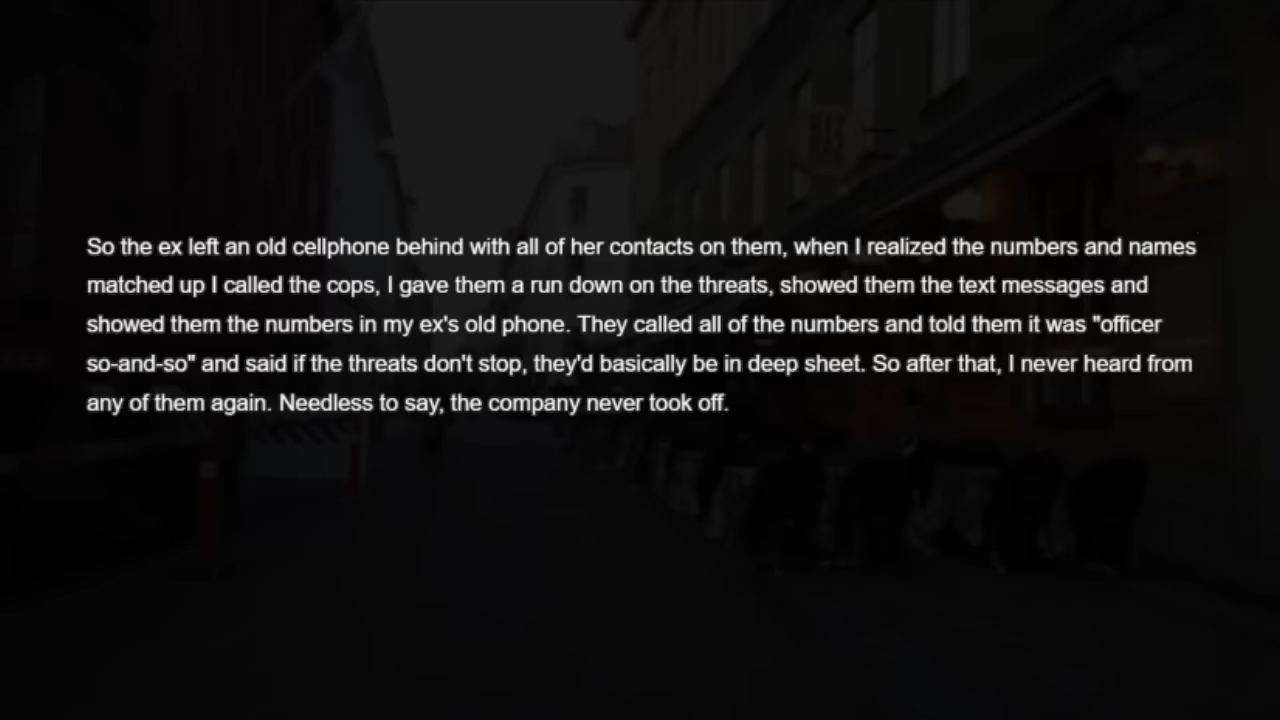 So the ex left an old cellphone behind with all of her contacts on them, when I realized the numbers and names
matched up I called the cops, I gave them a run down on the threats, showed them the text messages and
showed them the numbers in my ex's old phone. They called all of the numbers and told them it was "officer
so-and-so" and said if the threats don't stop, they'd basically be in deep sheet. So after that, I never heard from
any of them again. Needless to say, the company never took off.